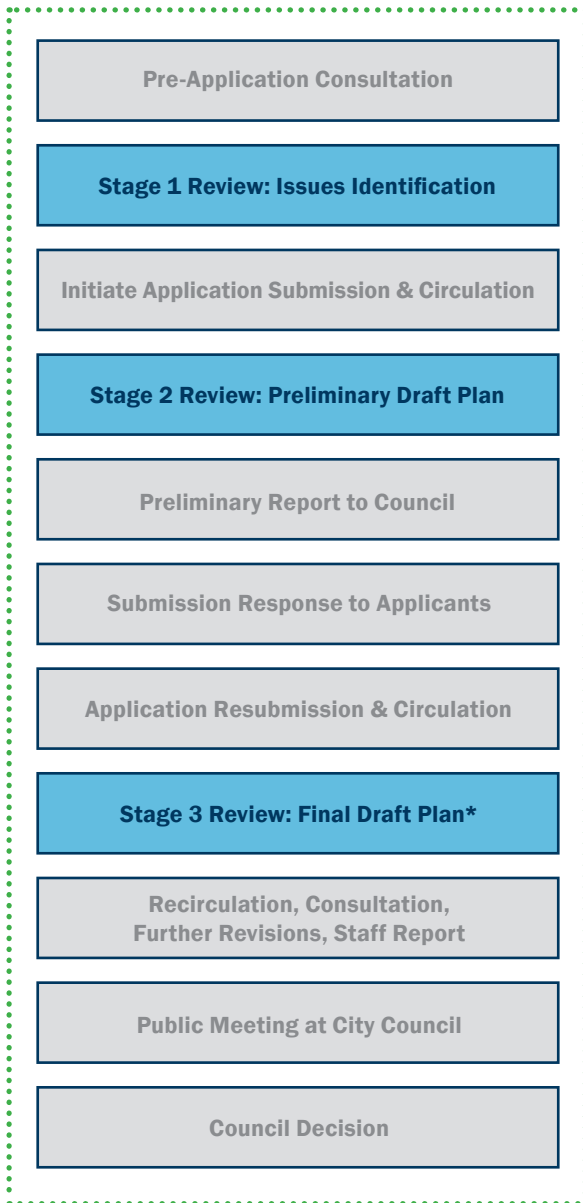 Pre-Application Consultation
Stage 1 Review: Issues Identification
Initiate Application Submission & Circulation
Stage 2 Review: Preliminary Draft Plan
Preliminary Report to Council
Submission Response to Applicants
Application Resubmission & Circulation
Stage 3 Review: Final Draft Plan*
Recirculation, Consultation,
Further Revisions, Staff Report
Public Meeting at City Council
Council Decision